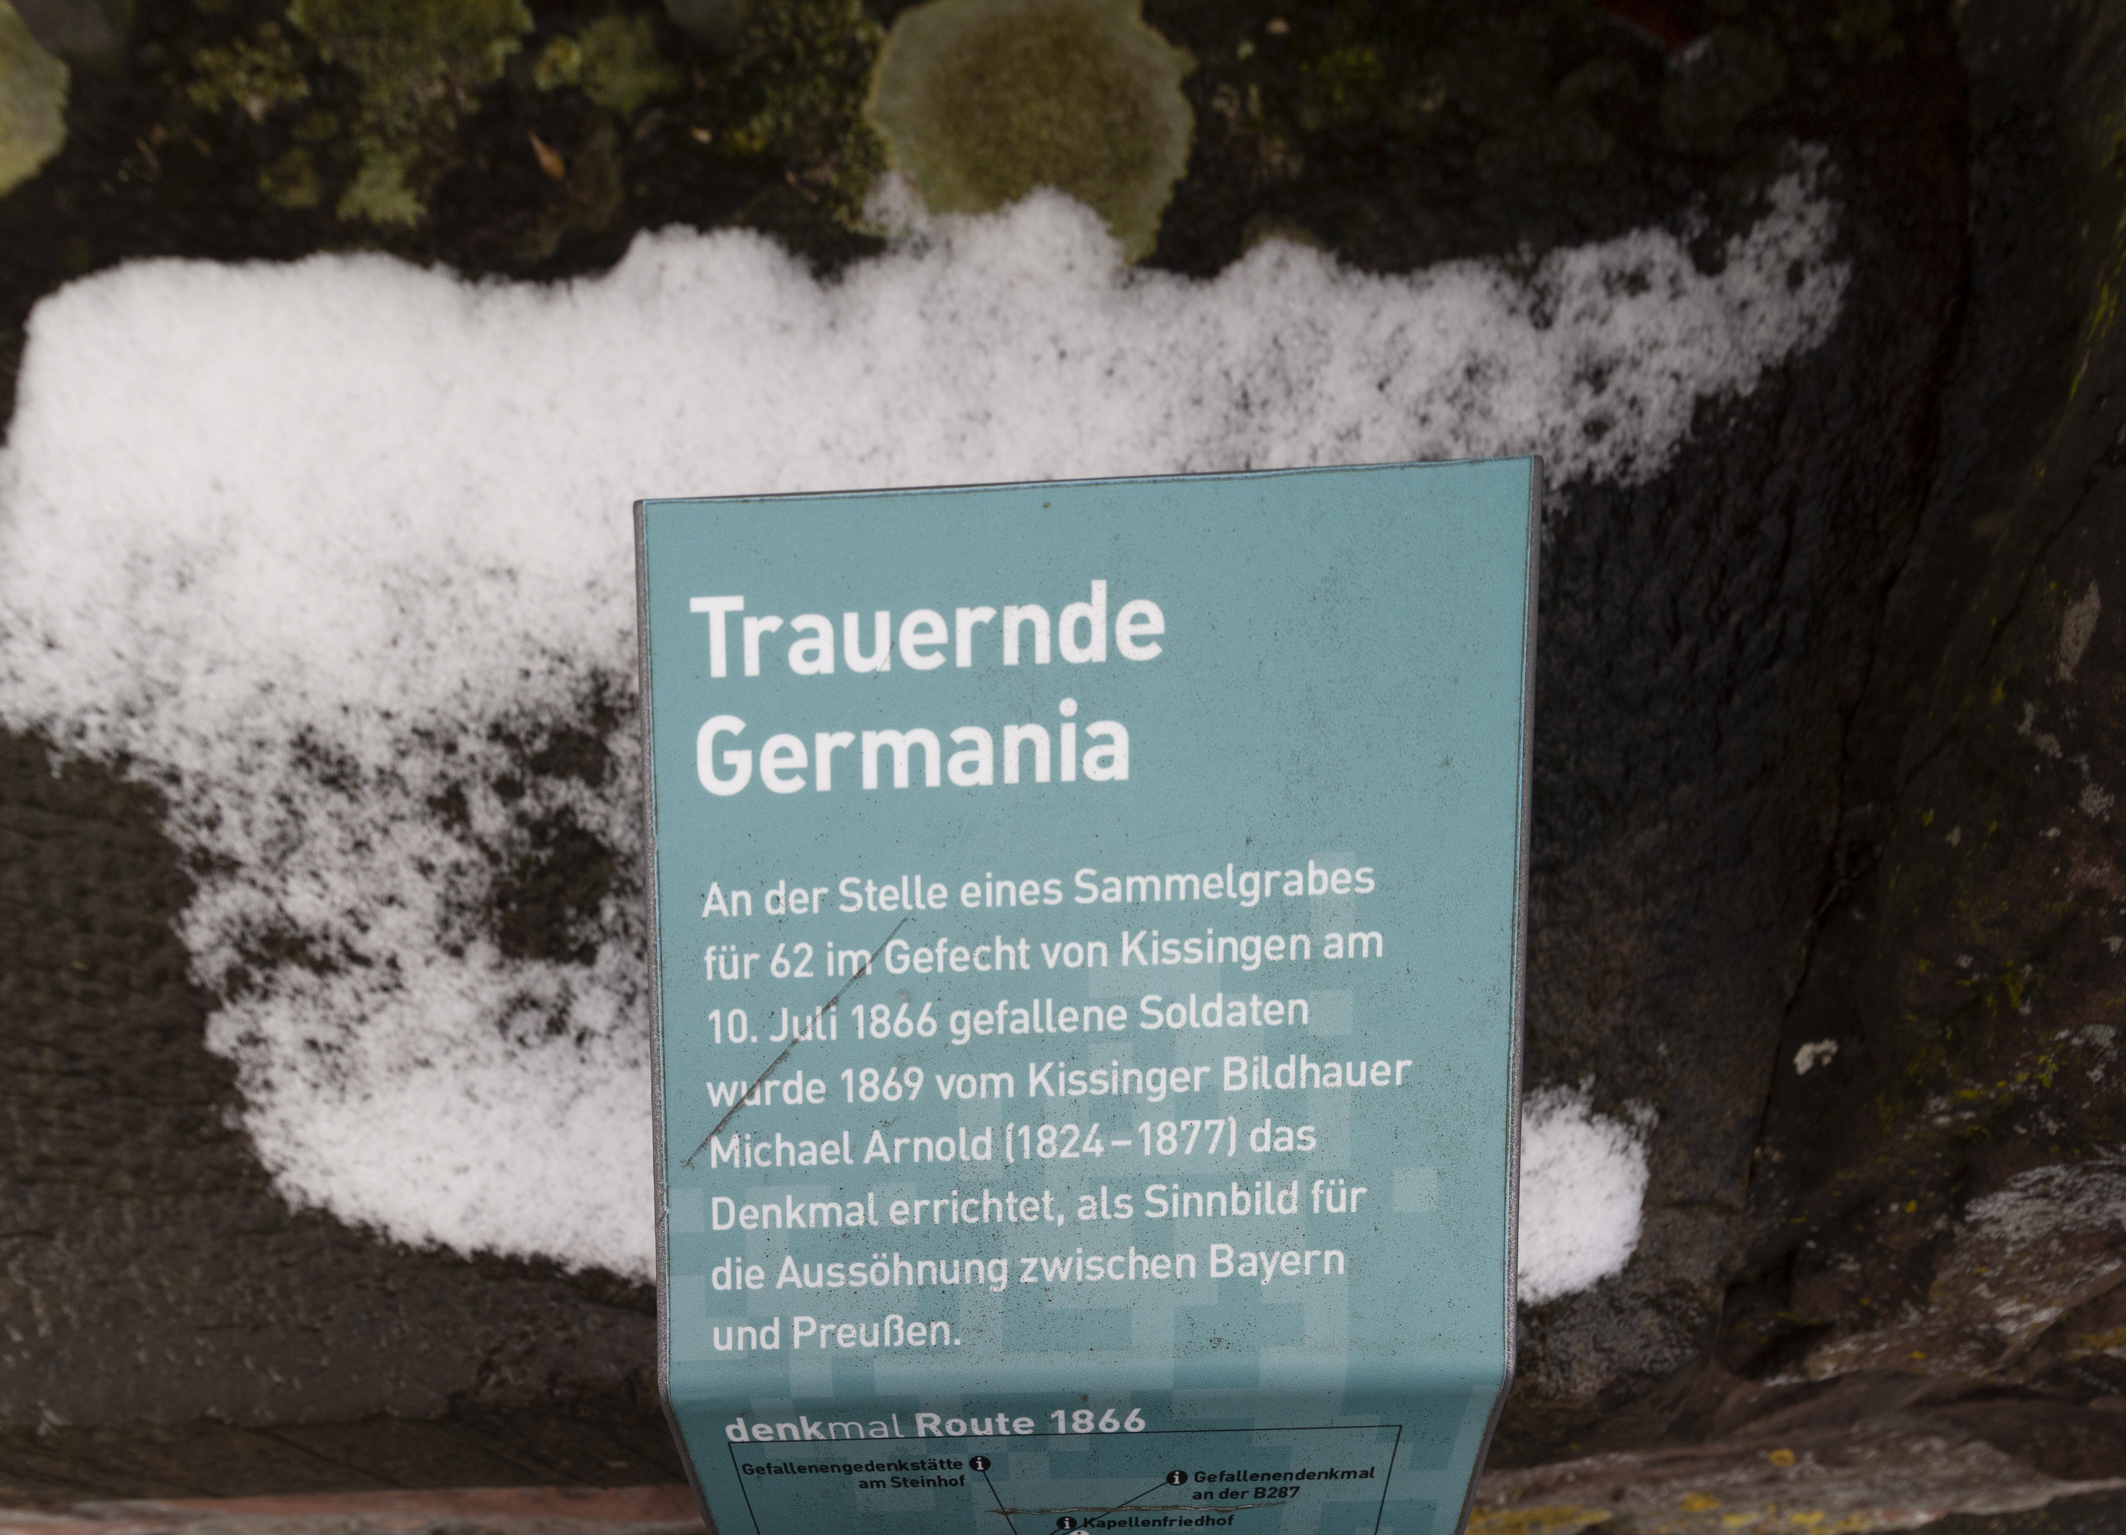 Trauernde
Germania
An der Stelle eines Sammelgrabes
für 62 im Gefecht von Kissingen am
10. Juli 1866 gefallene Soldaten
wurde 1869 vom Kissinger Bildhauer
Michael Arnold (1824–1877) das
Denkmal errichtet, als Sinnbild für
die Aussöhnung zwischen Bayern
und Preußen.
denkmal Route 1866
Gefallenengedenkstätte
am Steinhof
Gefallenendenkmal
an der B287
Kapellenfriedhof